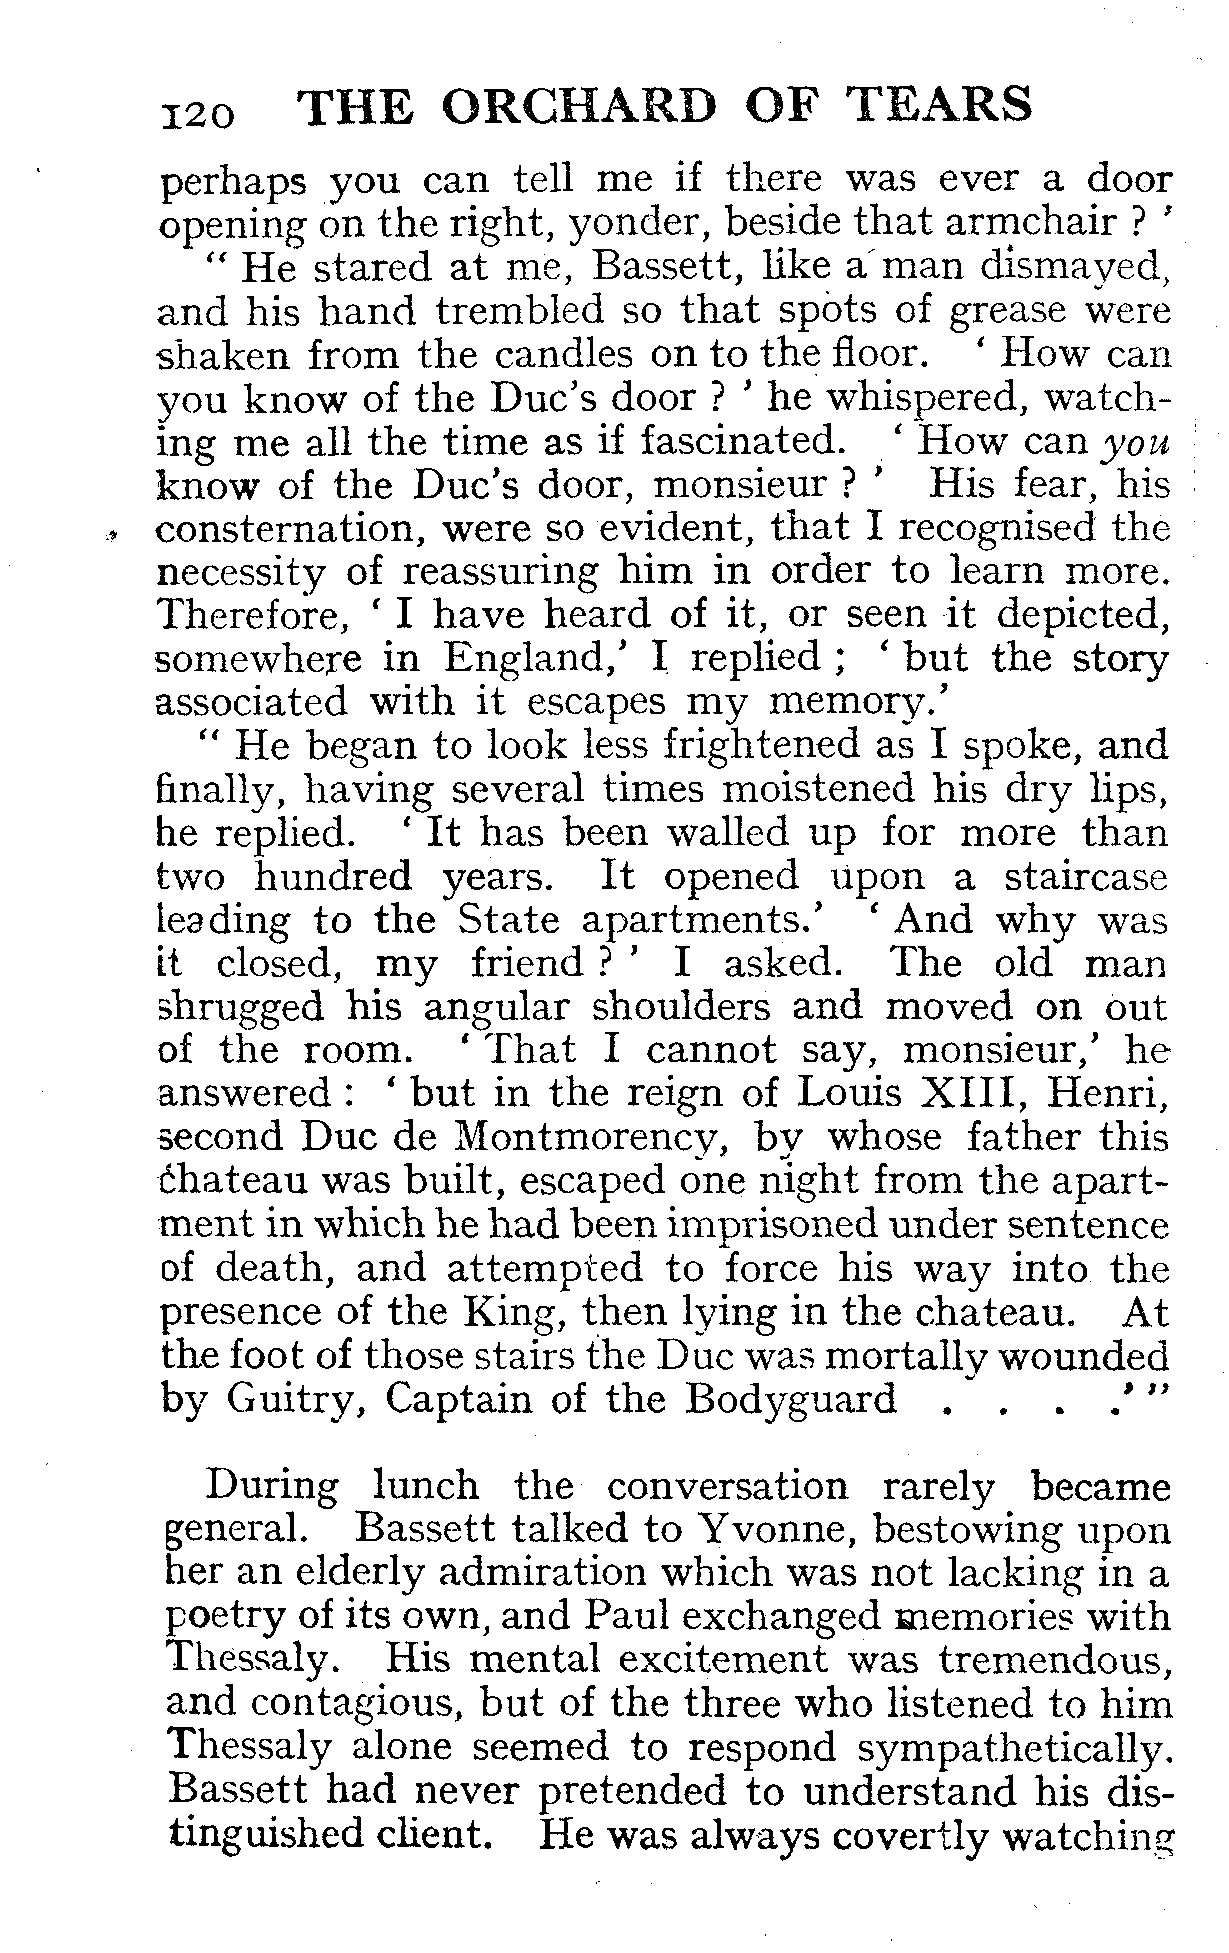 120 THE ORCHARD OF TEARS
perhaps you can tell me if there was ever a door
opening on the right, yonder, beside that armchair ? ’
“ He stared at me, Bassett, like a man dismayed,
and his hand trembled so that spots of grease were
shaken from the candles on to the floor. ‘ How can
you know of the Duc’s door ? ’ he whispered, watch-
ing me all the time as if fascinated. ‘ How can you
know of the Duc’s door, monsieur ? ’ His fear, his
consternation, were so evident, that I recognised the
necessity of reassuring him in order to learn more.
Therefore, ‘ I have heard of it, or seen it depicted,
somewhere in England,’ I replied ; ‘ but the story
associated with it escapes my memory.’
“ He began to look less frightened as I spoke, and
finally, having several times moistened his dry lips,
he replied. ‘ It has been walled up for more than
two hundred years. It opened upon a staircase
leading to the State apartments.’ ‘ And why was
it closed, my friend ? ’ I asked. The old man
shrugged his angular shoulders and moved on out
of the room. ‘ That I cannot say, monsieur,’ he
answered : ‘ but in the reign of Louis XIII, Henri,
second Duc de Montmorency, by whose father this
chateau was built, escaped one night from the apart-
ment in which he had been imprisoned under sentence
of death, and attempted to force his way into the
presence of the King, then lying in the chateau. At
the foot of those stairs the Duc was mortally wounded
by Guitry, Captain of the Bodyguard . . . .’ ”
During lunch the conversation rarely became
general. Bassett talked to Yvonne, bestowing upon
her an elderly admiration which was not lacking in a
poetry of its own, and Paul exchanged memories with
Thessaly. His mental excitement was tremendous,
and contagious, but of the three who listened to him
Thessaly alone seemed to respond sympathetically.
Bassett had never pretended to understand his dis-
tinguished client. He was always covertly watching